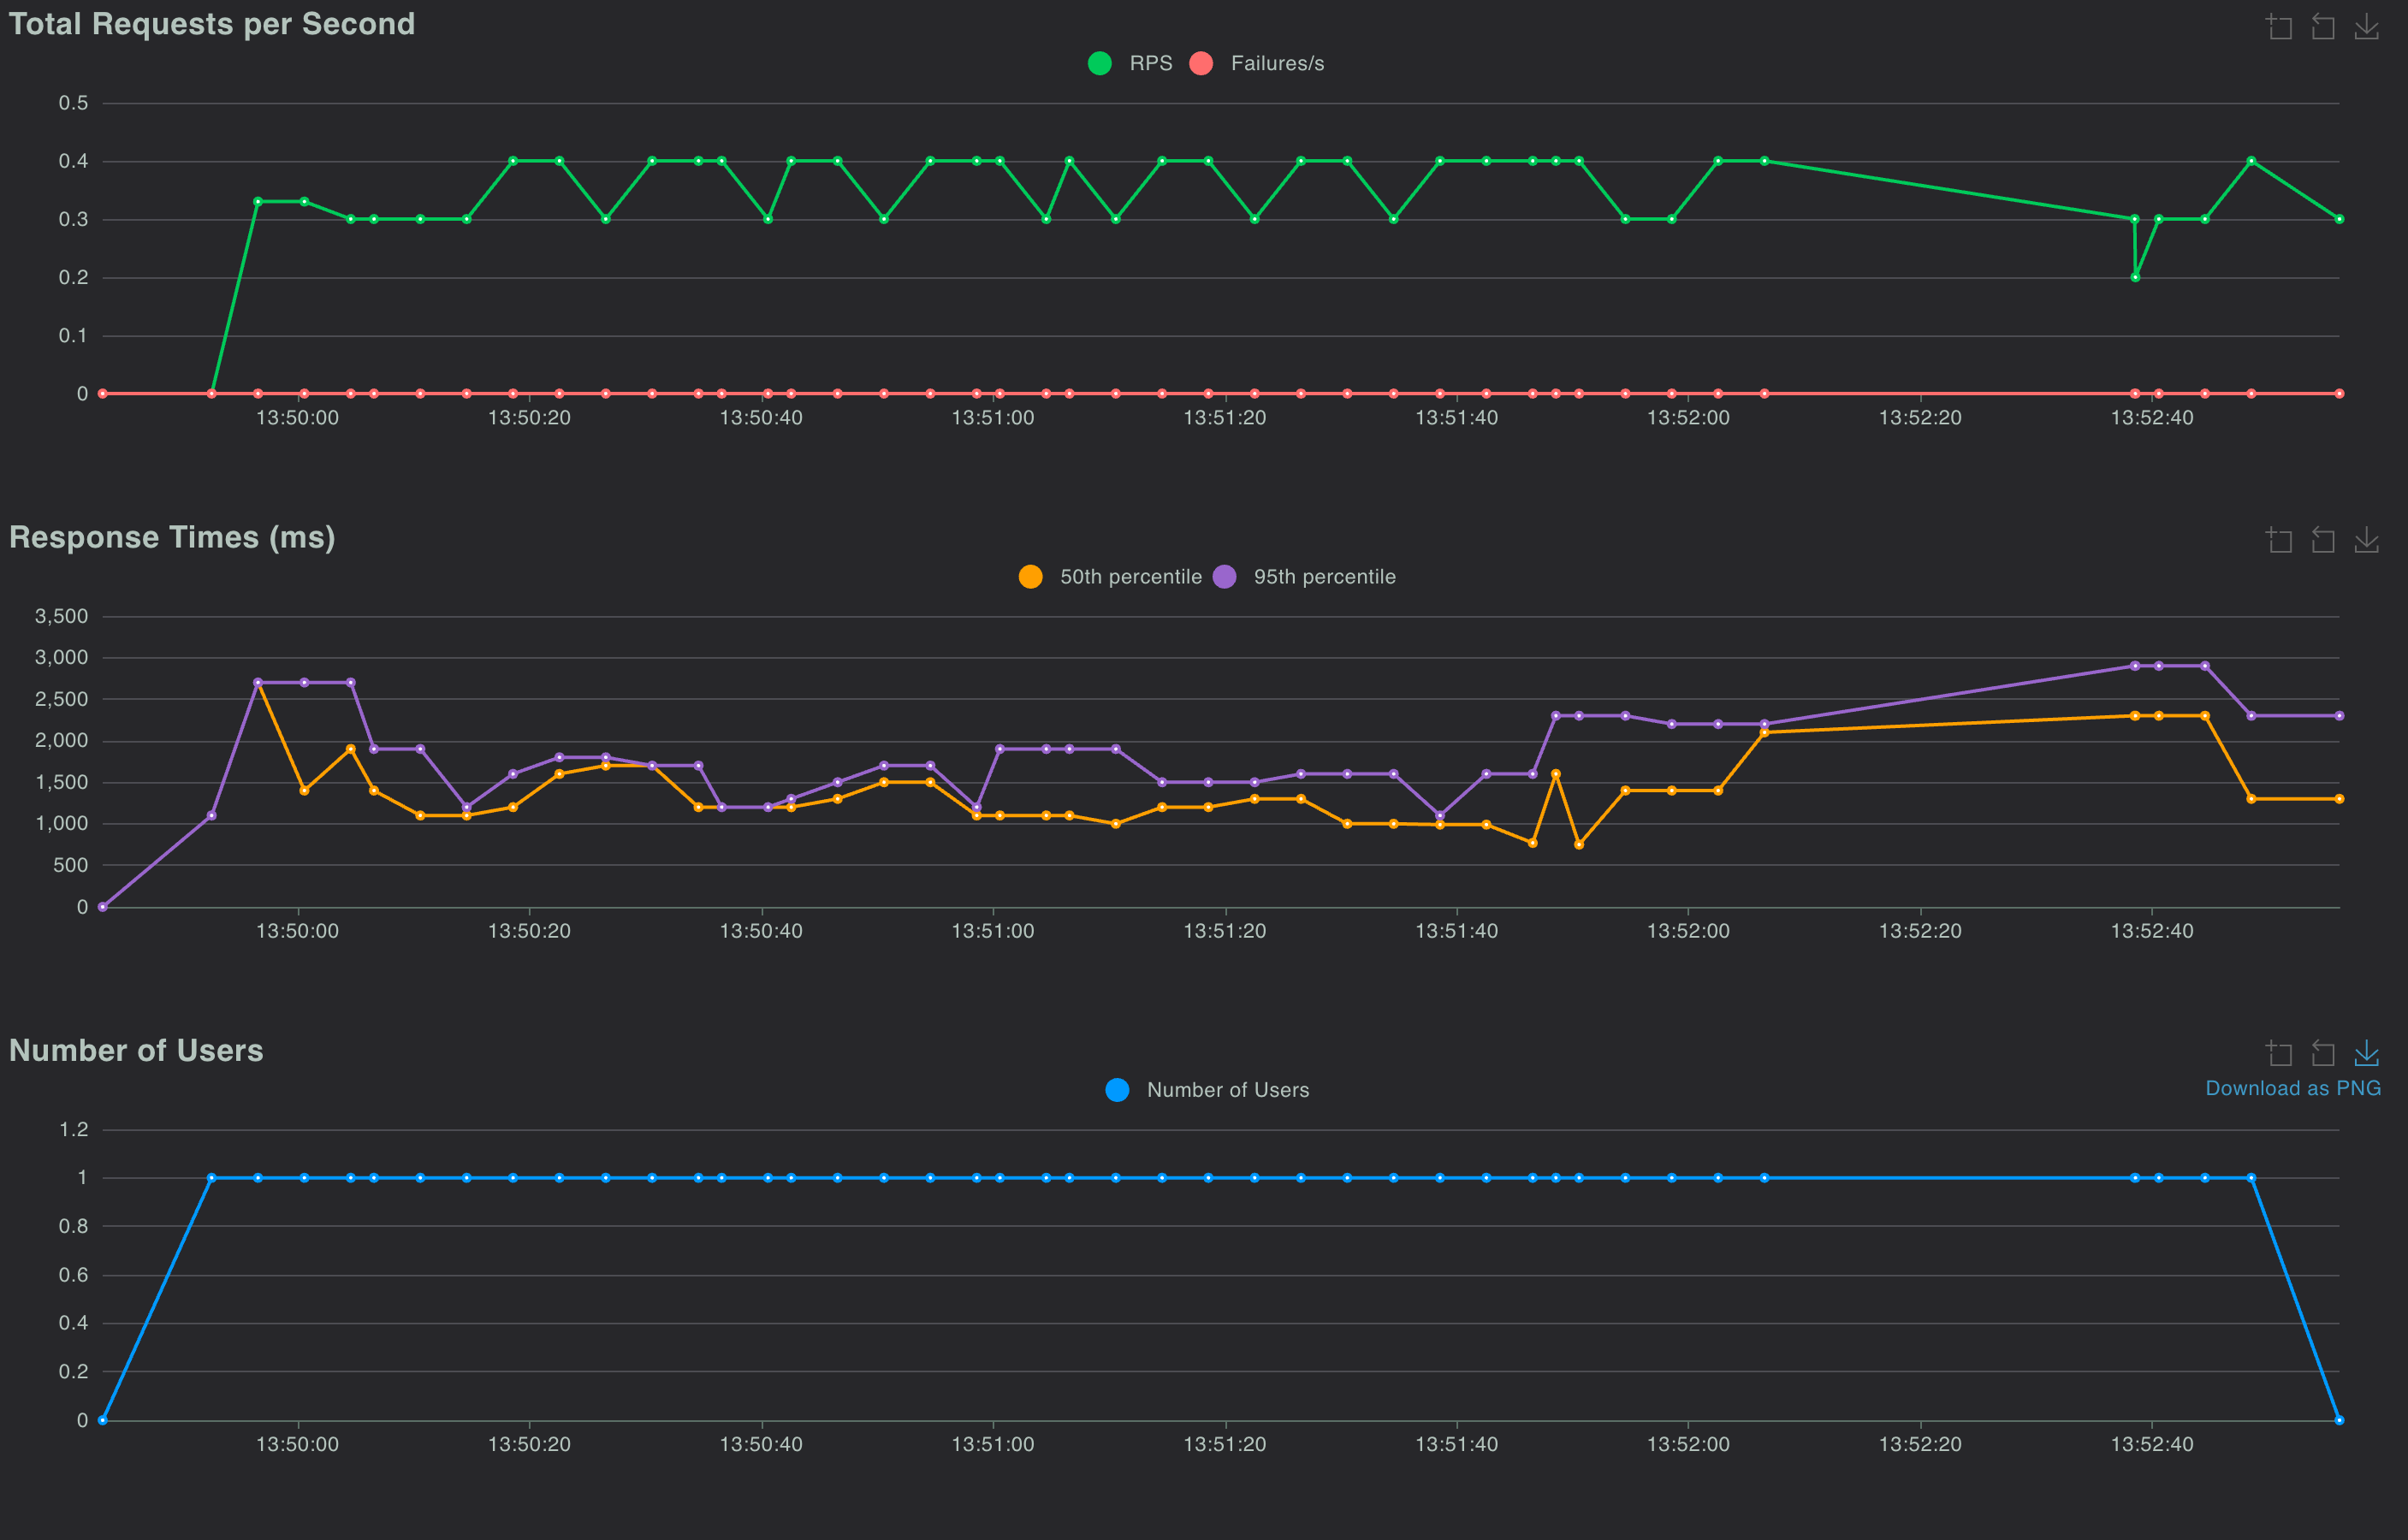 Total Requests per Second
RPS Failures/s
0.5
0.4
0.3
0.2
0.1
0
13:50:00 13:50:20 13:50:40 13:51:00 13:51:20 13:51:40 13:52:00 13:52:20 13:52:40
Response Times (ms)
50th percentile 95th percentile
3,500
3,000
2,500
2,000
1,500
1,000
500
0
13:50:00 13:50:20 13:50:40 13:51:00 13:51:20 13:51:40 13:52:00 13:52:20 13:52:40
Number of Users
Number of Users
Download as PNG
1.2
1
0.8
0.6
0.4
0.2
0
13:50:00 13:50:20 13:50:40 13:51:00 13:51:20 13:51:40 13:52:00 13:52:20 13:52:40